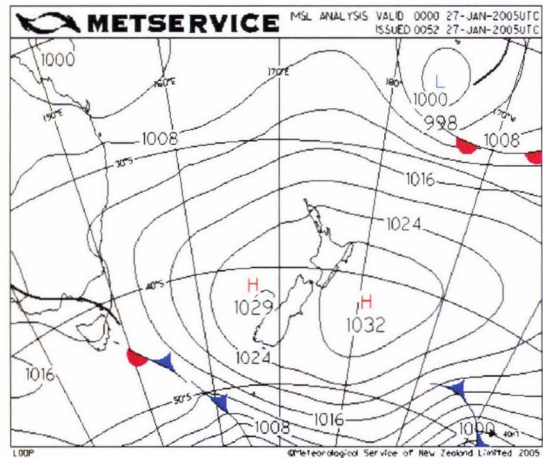 METSERVICE
MSL ANALYSIS VALID 0000 27-JAN-2005UTC
ISSUED 0052 27-JAN-2005UTC
1000
150°E
160°E
170°E
180°
170°W
L
1000
998
1008
1008
30°S
1016
1024
40°S
H
1029
H
1032
1024
1016
50°S
1008
1016
1000
LOOP
©Meteorological Service of New Zealand Limited 2005